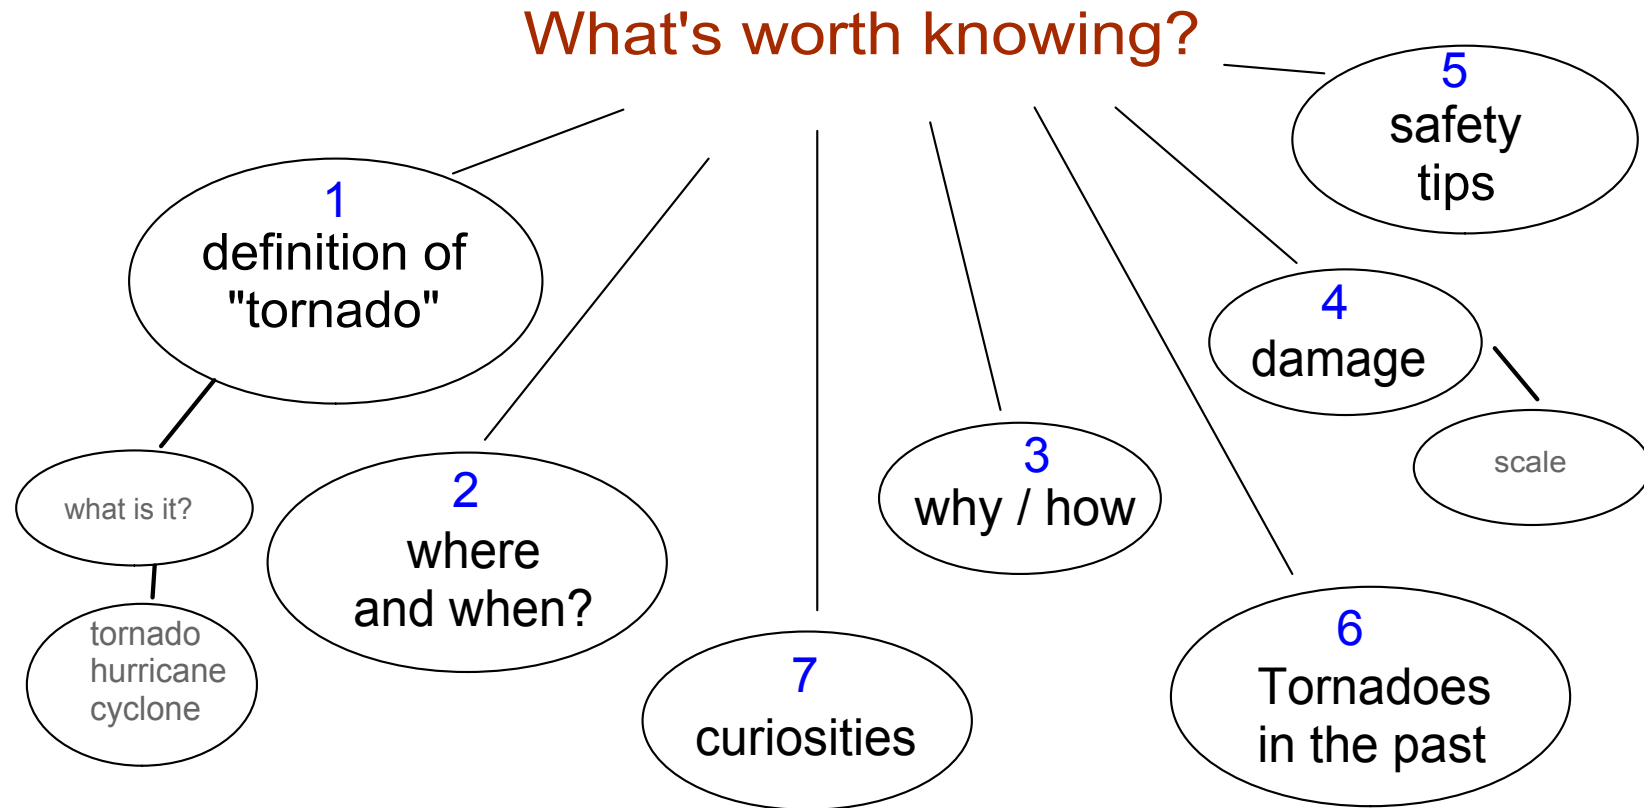 What's worth knowing?
1
definition of
"tornado"
what is it?
tornado
hurricane
cyclone
2
where
and when?
3
why / how
4
damage
scale
5
safety
tips
6
Tornadoes
in the past
7
curiosities